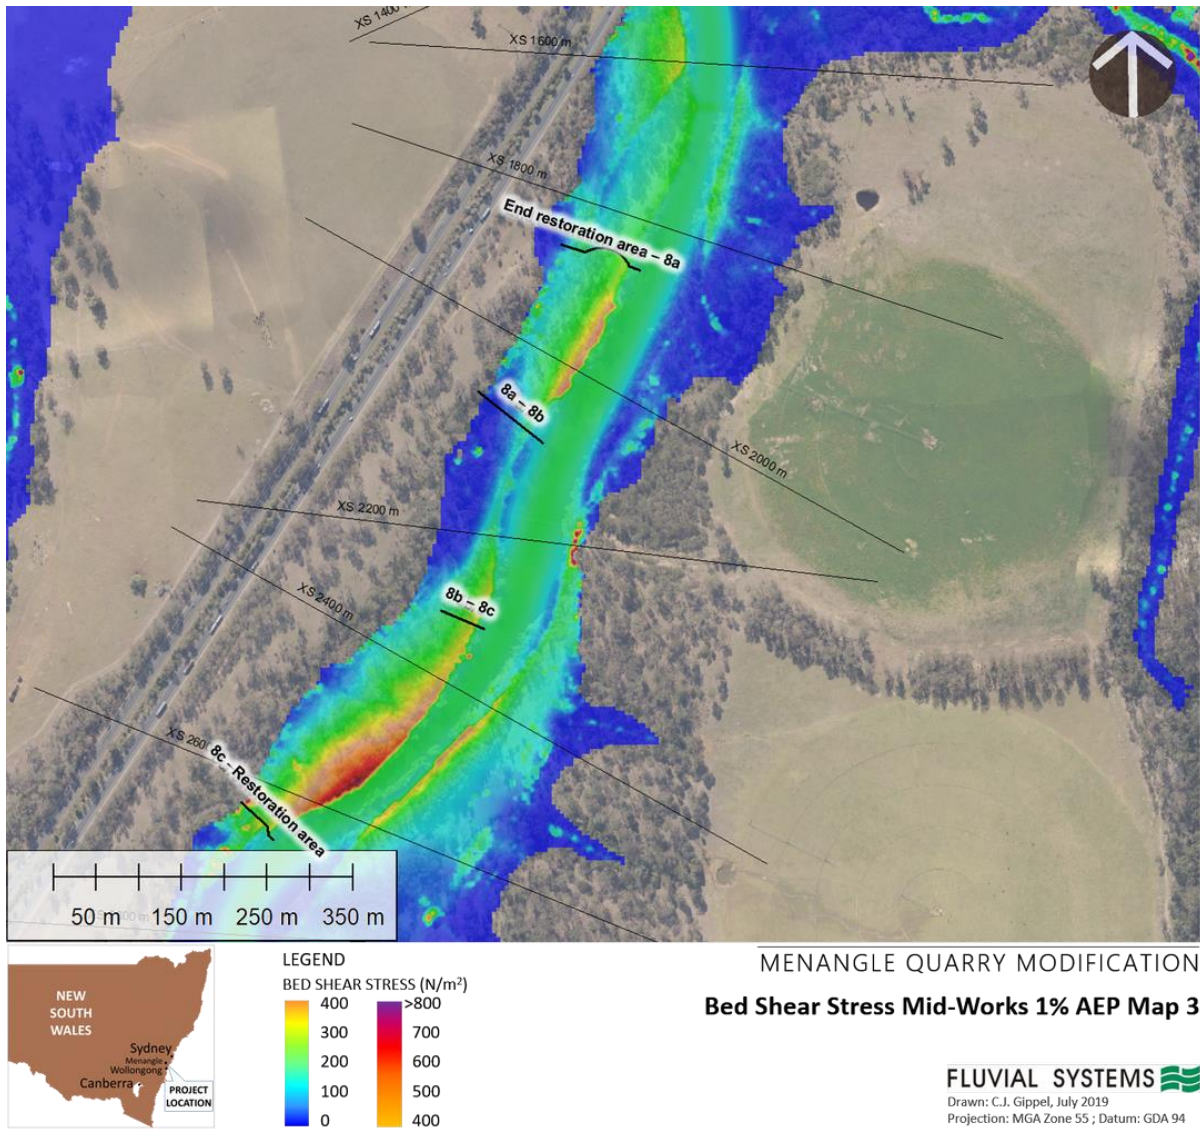 XS 1400
XS 1600 m
XS 1800 m
End restoration area – 8a
8a – 8b
XS 2000 m
XS 2200 m
8b – 8c
XS 2400 m
XS 260
8c - Restoration area
50 m 150 m 250 m 350 m
NEW
SOUTH
WALES
Sydney
Menangle
Wollongong
Canberra
PROJECT
LOCATION
LEGEND
BED SHEAR STRESS (N/m²)
400 >800
300 700
200 600
100 500
0 400
MENANGLE QUARRY MODIFICATION
Bed Shear Stress Mid-Works 1% AEP Map 3
FLUVIAL SYSTEMS
Drawn: C.J. Gippel, July 2019
Projection: MGA Zone 55 ; Datum: GDA 94